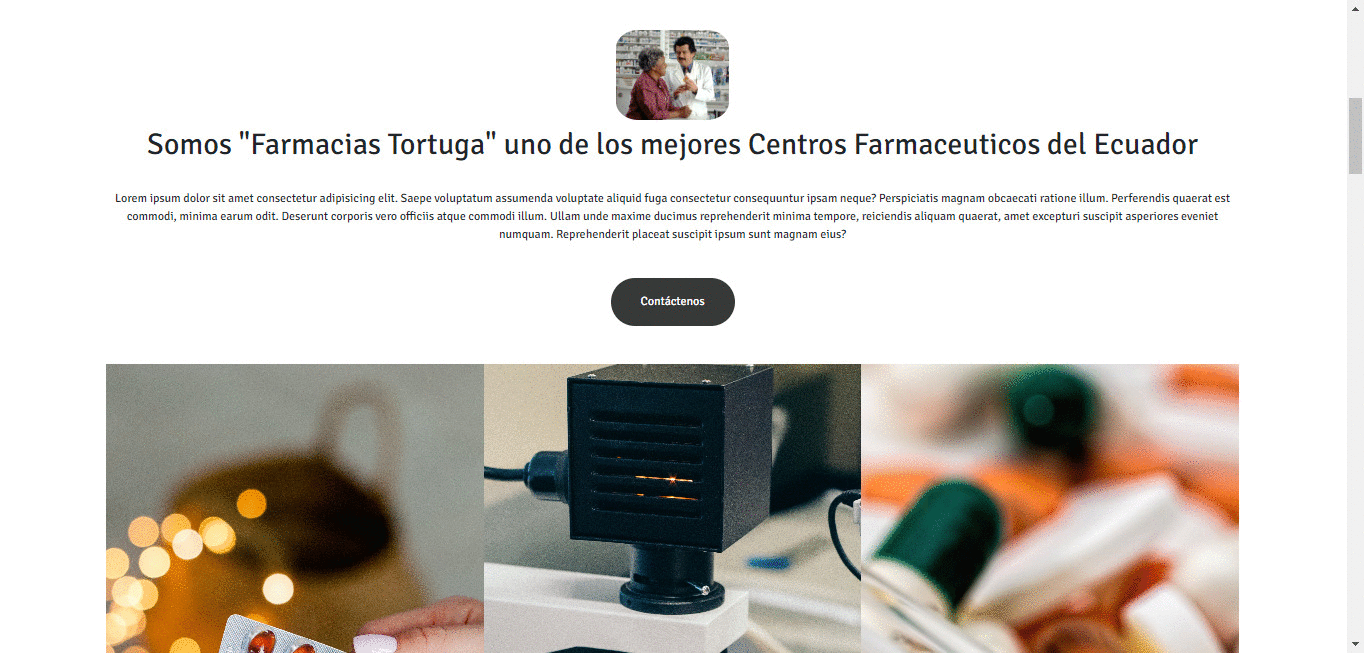 Somos "Farmacias Tortuga" uno de los mejores Centros Farmaceuticos del Ecuador
Lorem ipsum dolor sit amet consectetur adipisicing elit. Saepe voluptatum assumenda voluptate aliquid fuga consectetur consequuntur ipsam neque? Perspiciatis magnam obcaecati ratione illum. Perferendis quaerat est
commodi, minima earum odit. Deserunt corporis vero officiis atque commodi illum. Ullam unde maxime ducimus reprehenderit minima tempore, reiciendis aliquam quaerat, amet excepturi suscipit asperiores eveniet
numquam. Reprehenderit placeat suscipit ipsum sunt magnam eius?
Contáctenos